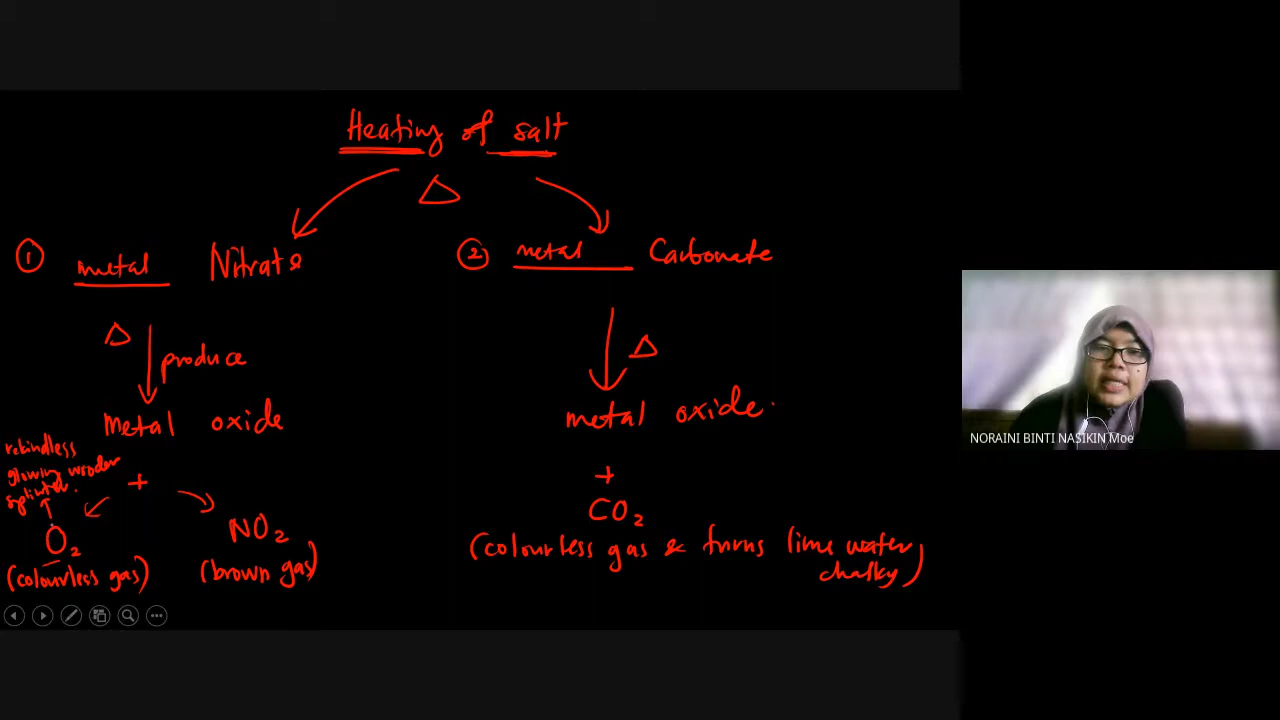 Heating of salt
△
① metal Nitrate
② metal Carbonate
△
produce
△
Metal oxide
metal oxide.
rekindless
glowing wooden
splinter.
+
+
O₂
NO₂
CO₂
(colourless gas)
(brown gas)
(colourless gas & turns lime water
chalky)
NORAINI BINTI NASIKIN Moe